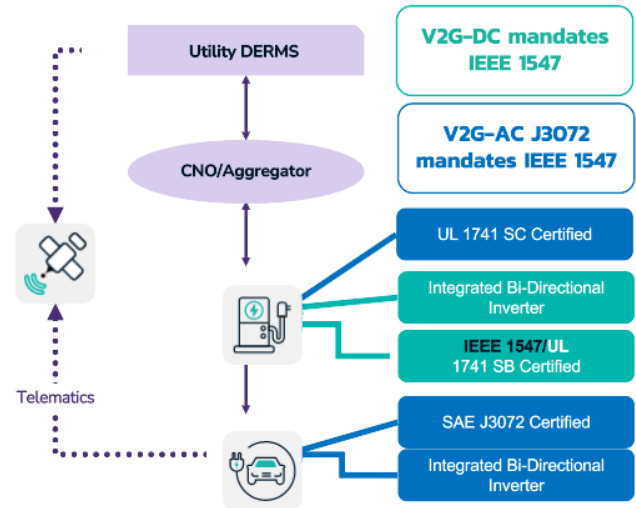 Utility DERMS
V2G-DC mandates
IEEE 1547
V2G-AC J3072
mandates IEEE 1547
CNO/Aggregator
UL 1741 SC Certified
Integrated Bi-Directional
Inverter
IEEE 1547/UL
1741 SB Certified
Telematics
SAE J3072 Certified
Integrated Bi-Directional
Inverter